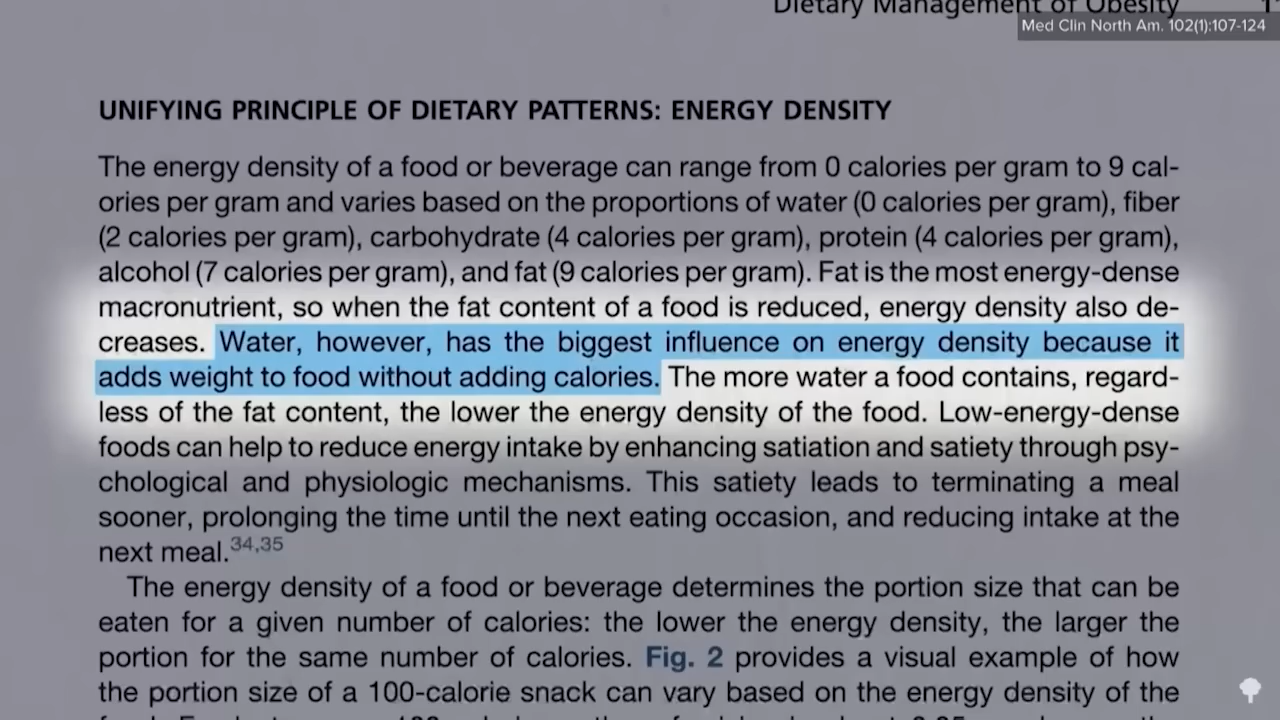 Dietary Management of Obesity
Med Clin North Am. 102(1):107-124
UNIFYING PRINCIPLE OF DIETARY PATTERNS: ENERGY DENSITY
The energy density of a food or beverage can range from 0 calories per gram to 9 cal-
ories per gram and varies based on the proportions of water (0 calories per gram), fiber
(2 calories per gram), carbohydrate (4 calories per gram), protein (4 calories per gram),
alcohol (7 calories per gram), and fat (9 calories per gram). Fat is the most energy-dense
macronutrient, so when the fat content of a food is reduced, energy density also de-
creases. Water, however, has the biggest influence on energy density because it
adds weight to food without adding calories. The more water a food contains, regard-
less of the fat content, the lower the energy density of the food. Low-energy-dense
foods can help to reduce energy intake by enhancing satiation and satiety through psy-
chological and physiologic mechanisms. This satiety leads to terminating a meal
sooner, prolonging the time until the next eating occasion, and reducing intake at the
next meal.34,35
The energy density of a food or beverage determines the portion size that can be
eaten for a given number of calories: the lower the energy density, the larger the
portion for the same number of calories. Fig. 2 provides a visual example of how
the portion size of a 100-calorie snack can vary based on the energy density of the